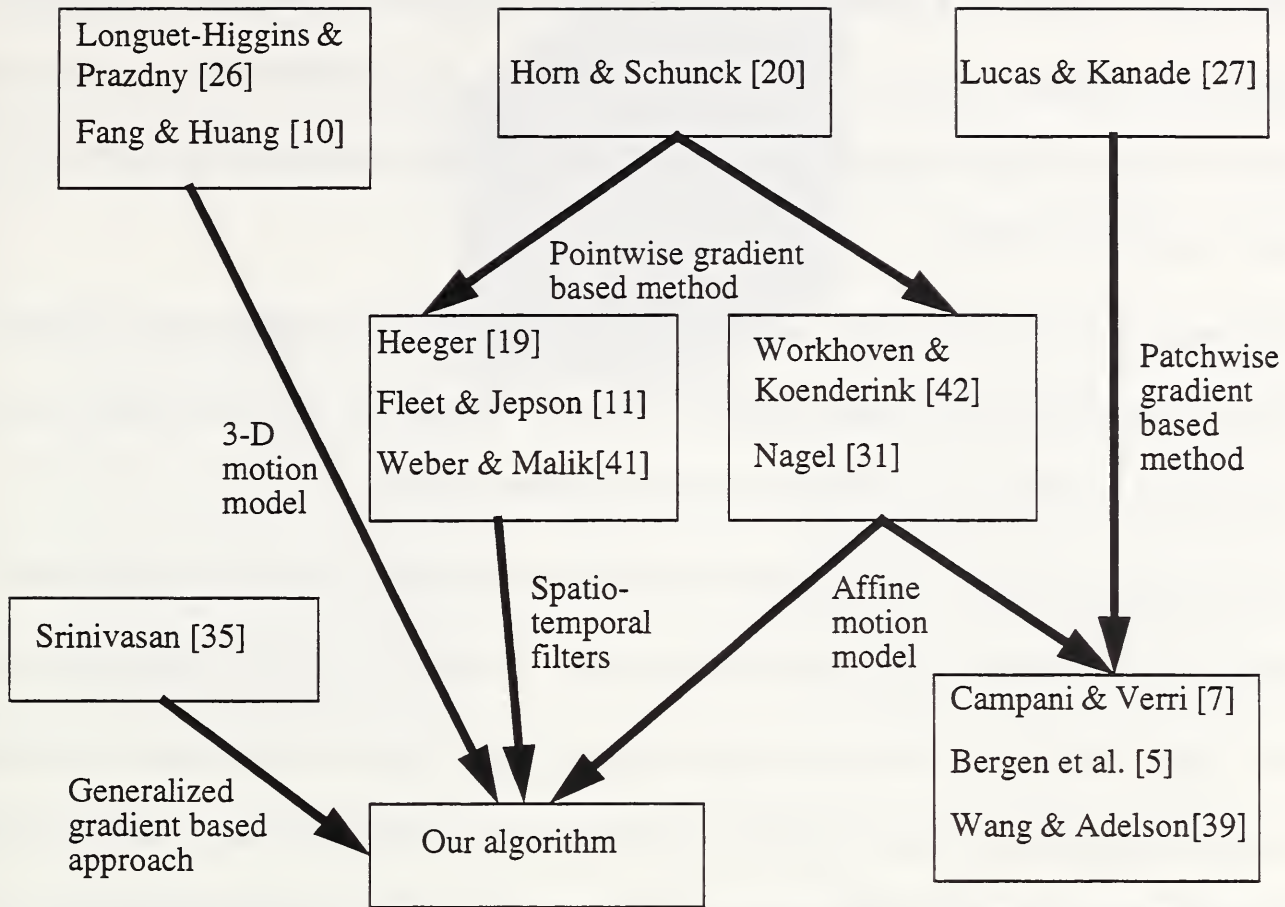 Longuet-Higgins &
Prazdny [26]
Fang & Huang [10]
Horn & Schunck [20]
Lucas & Kanade [27]
Pointwise gradient
based method
Heeger [19]
Fleet & Jepson [11]
Weber & Malik[41]
Workhoven &
Koenderink [42]
Nagel [31]
Patchwise
gradient
based
method
3-D
motion
model
Srinivasan [35]
Spatio-
temporal
filters
Affine
motion
model
Generalized
gradient based
approach
Our algorithm
Campani & Verri [7]
Bergen et al. [5]
Wang & Adelson[39]